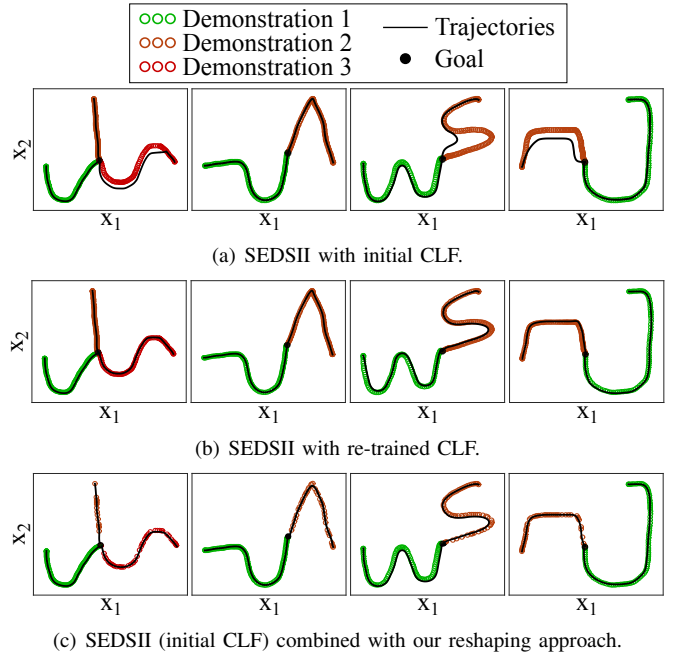 Demonstration 1
Demonstration 2
Demonstration 3
Trajectories
Goal
x2
x1 x1 x1 x1
(a) SEDSII with initial CLF.
x2
x1 x1 x1 x1
(b) SEDSII with re-trained CLF.
x2
x1 x1 x1 x1
(c) SEDSII (initial CLF) combined with our reshaping approach.